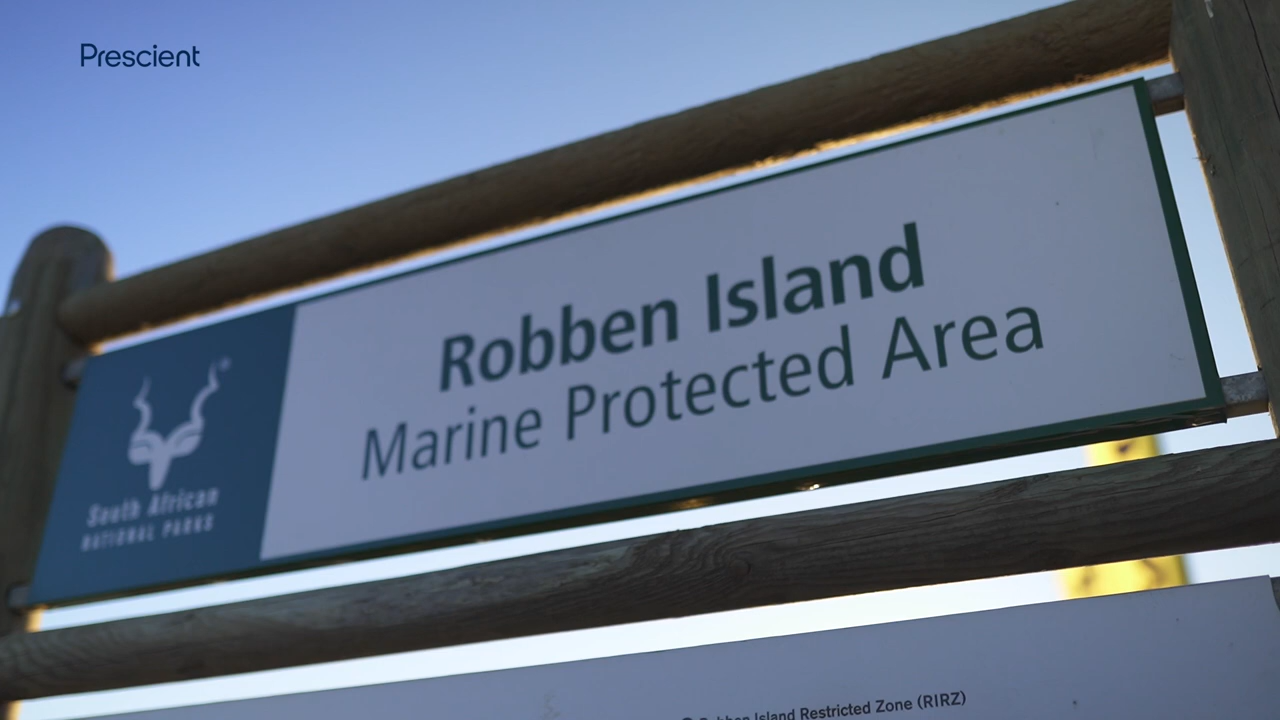 Prescient
Robben Island
Marine Protected Area
South African
NATIONAL PARKS
Robben Island Restricted Zone (RIRZ)